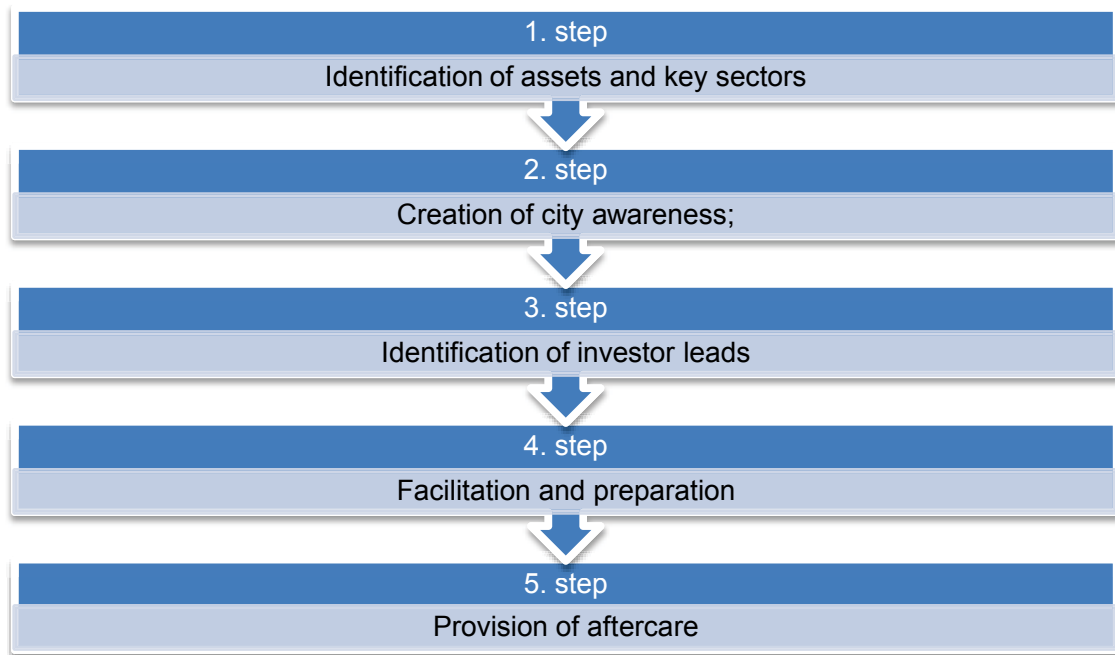 1. step
Identification of assets and key sectors
2. step
Creation of city awareness;
3. step
Identification of investor leads
4. step
Facilitation and preparation
5. step
Provision of aftercare